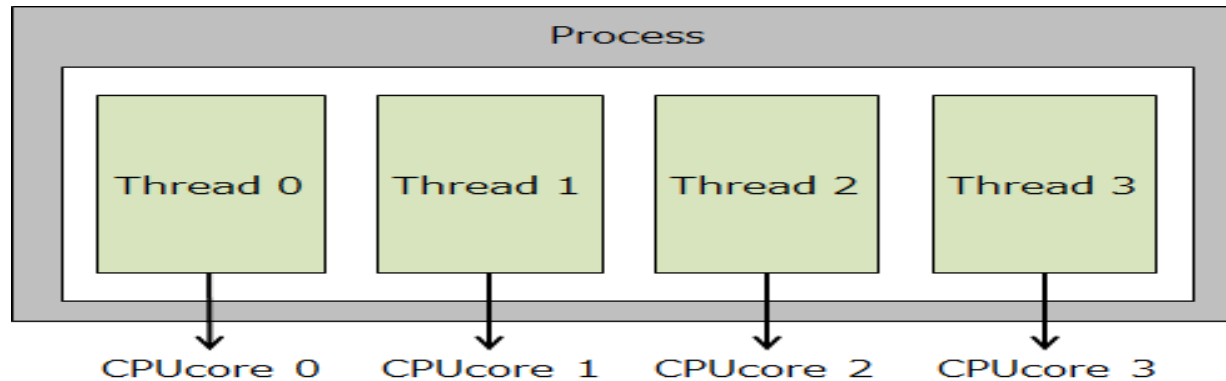 Process
Thread 0 Thread 1 Thread 2 Thread 3
CPUcore 0 CPUcore 1 CPUcore 2 CPUcore 3